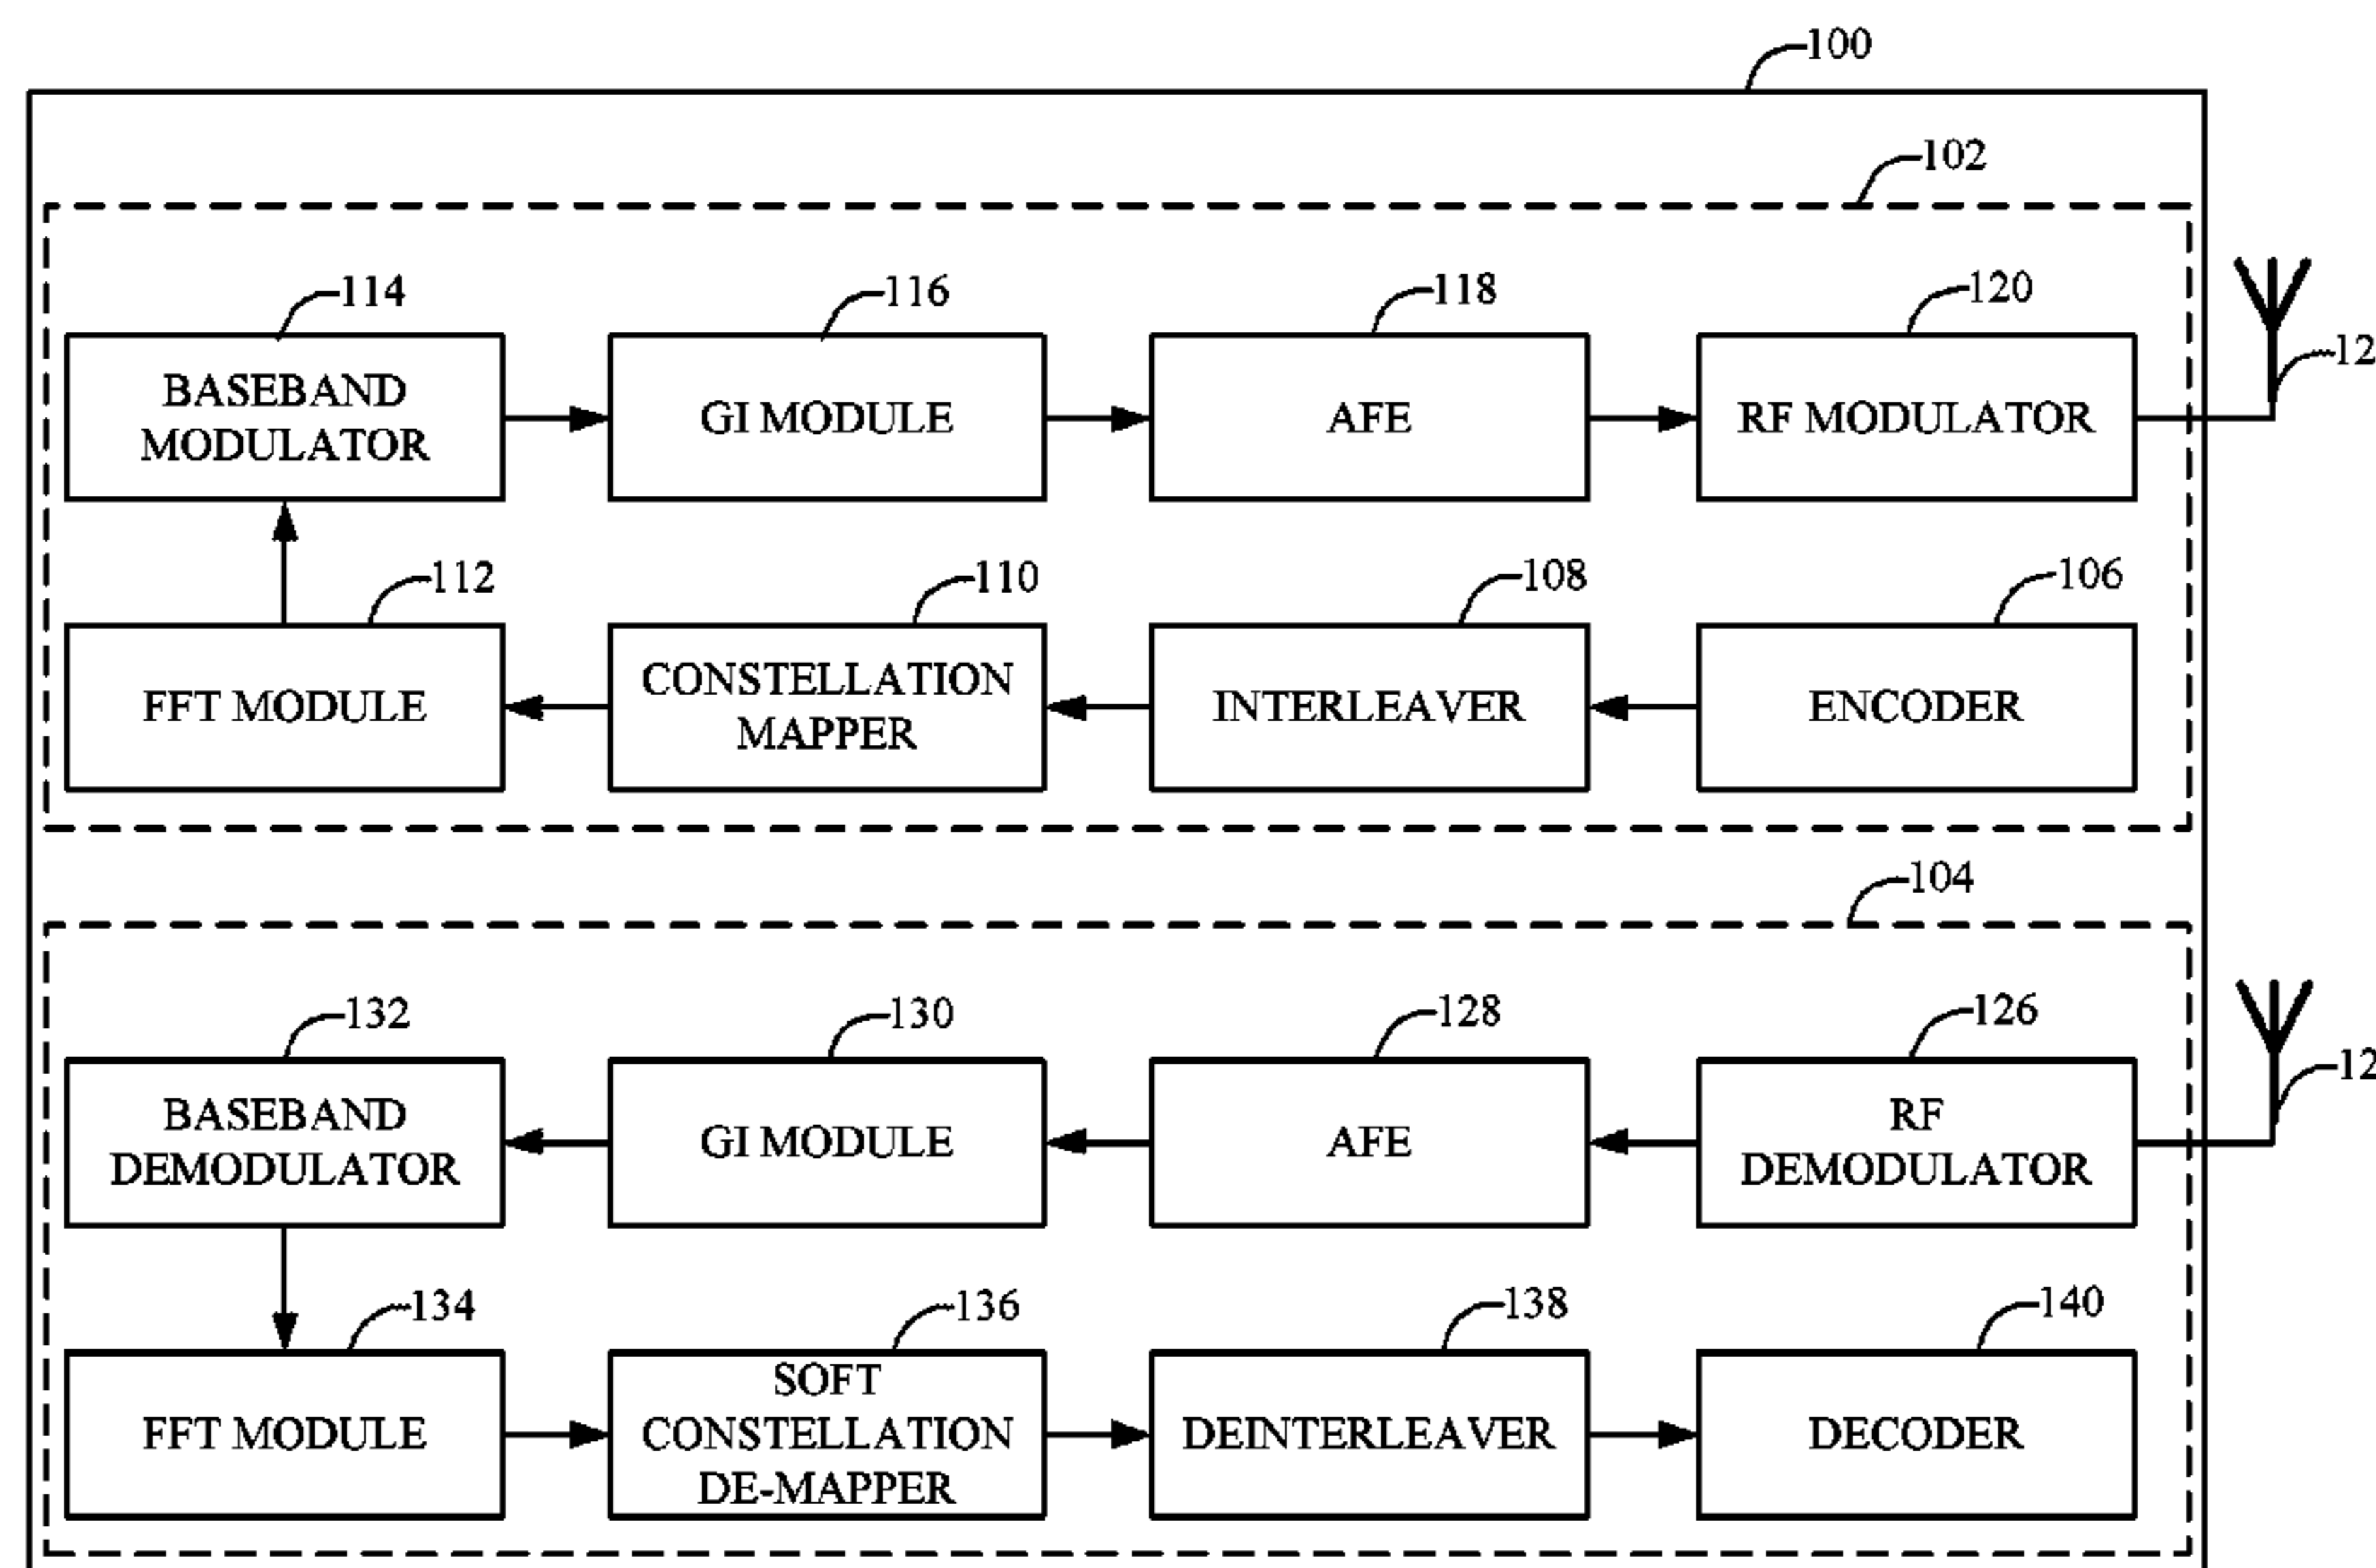 100
102
114
116
118
120
BASEBAND
MODULATOR
GI MODULE
AFE
RF MODULATOR
12
112
110
108
106
FFT MODULE
CONSTELLATION
MAPPER
INTERLEAVER
ENCODER
104
132
130
128
126
BASEBAND
DEMODULATOR
GI MODULE
AFE
RF
DEMODULATOR
12
134
136
138
140
FFT MODULE
SOFT
CONSTELLATION
DE-MAPPER
DEINTERLEAVER
DECODER